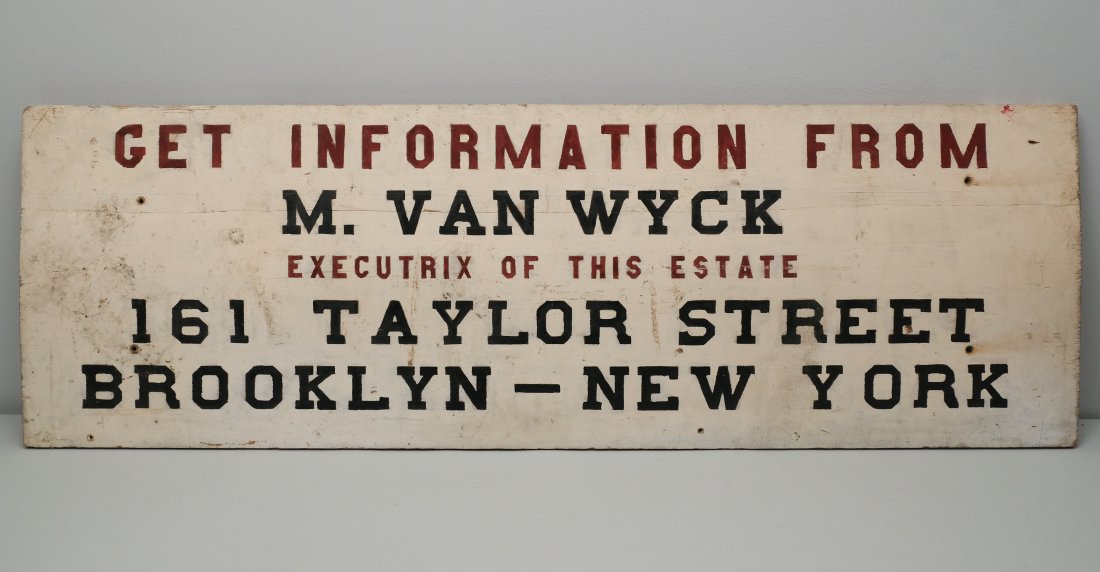 GET INFORMATION FROM
M. VAN WYCK
EXECUTRIX OF THIS ESTATE
161 TAYLOR STREET
BROOKLYN — NEW YORK